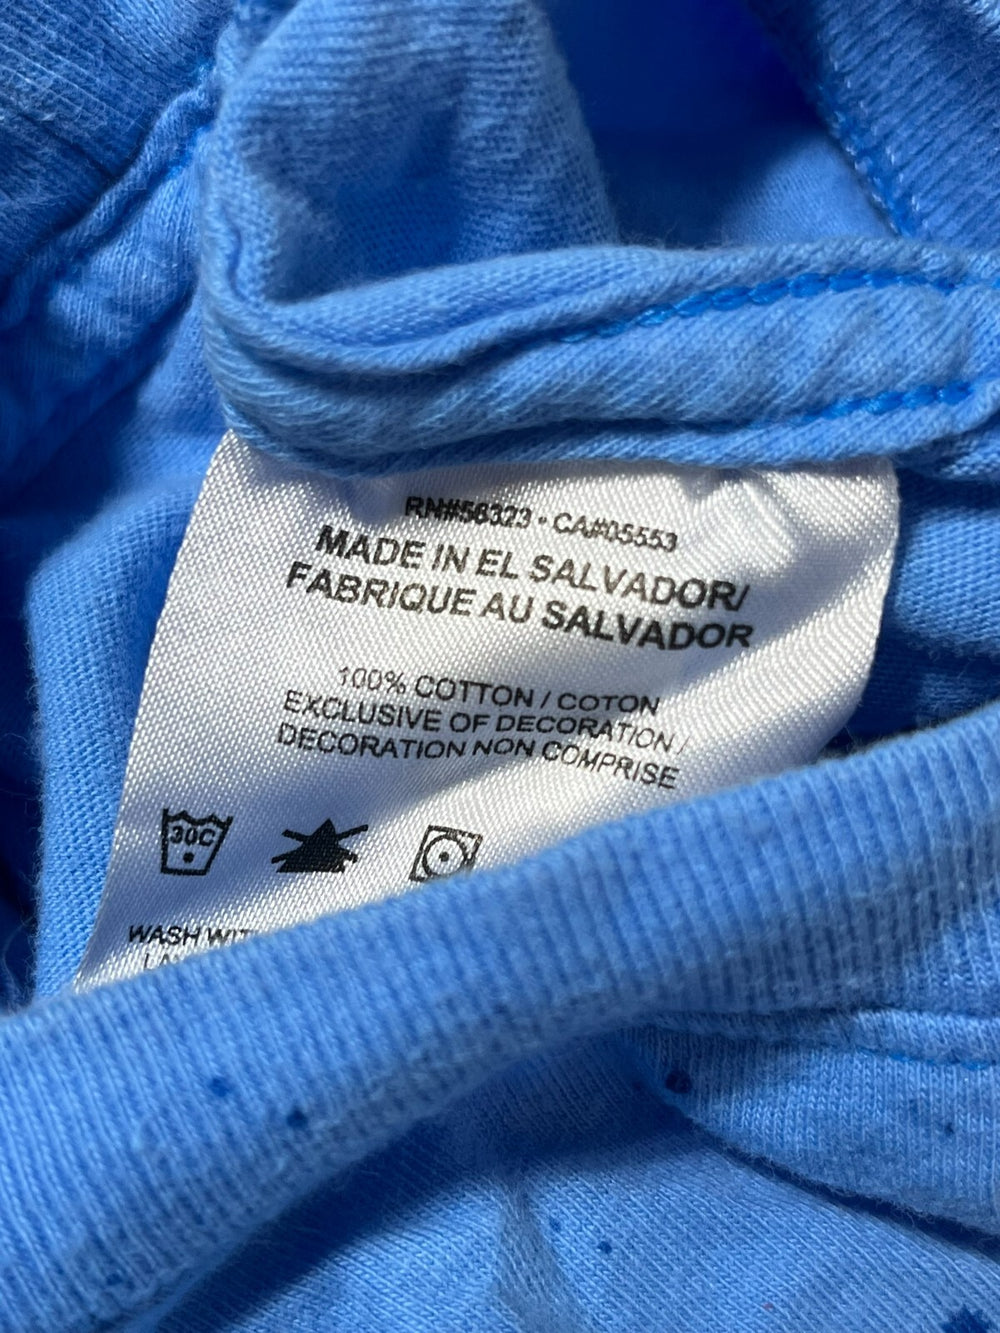 RN#56323 • CA#05553
MADE IN EL SALVADOR/
FABRIQUE AU SALVADOR
100% COTTON / COTON
EXCLUSIVE OF DECORATION /
DECORATION NON COMPRISE
30C
WASH